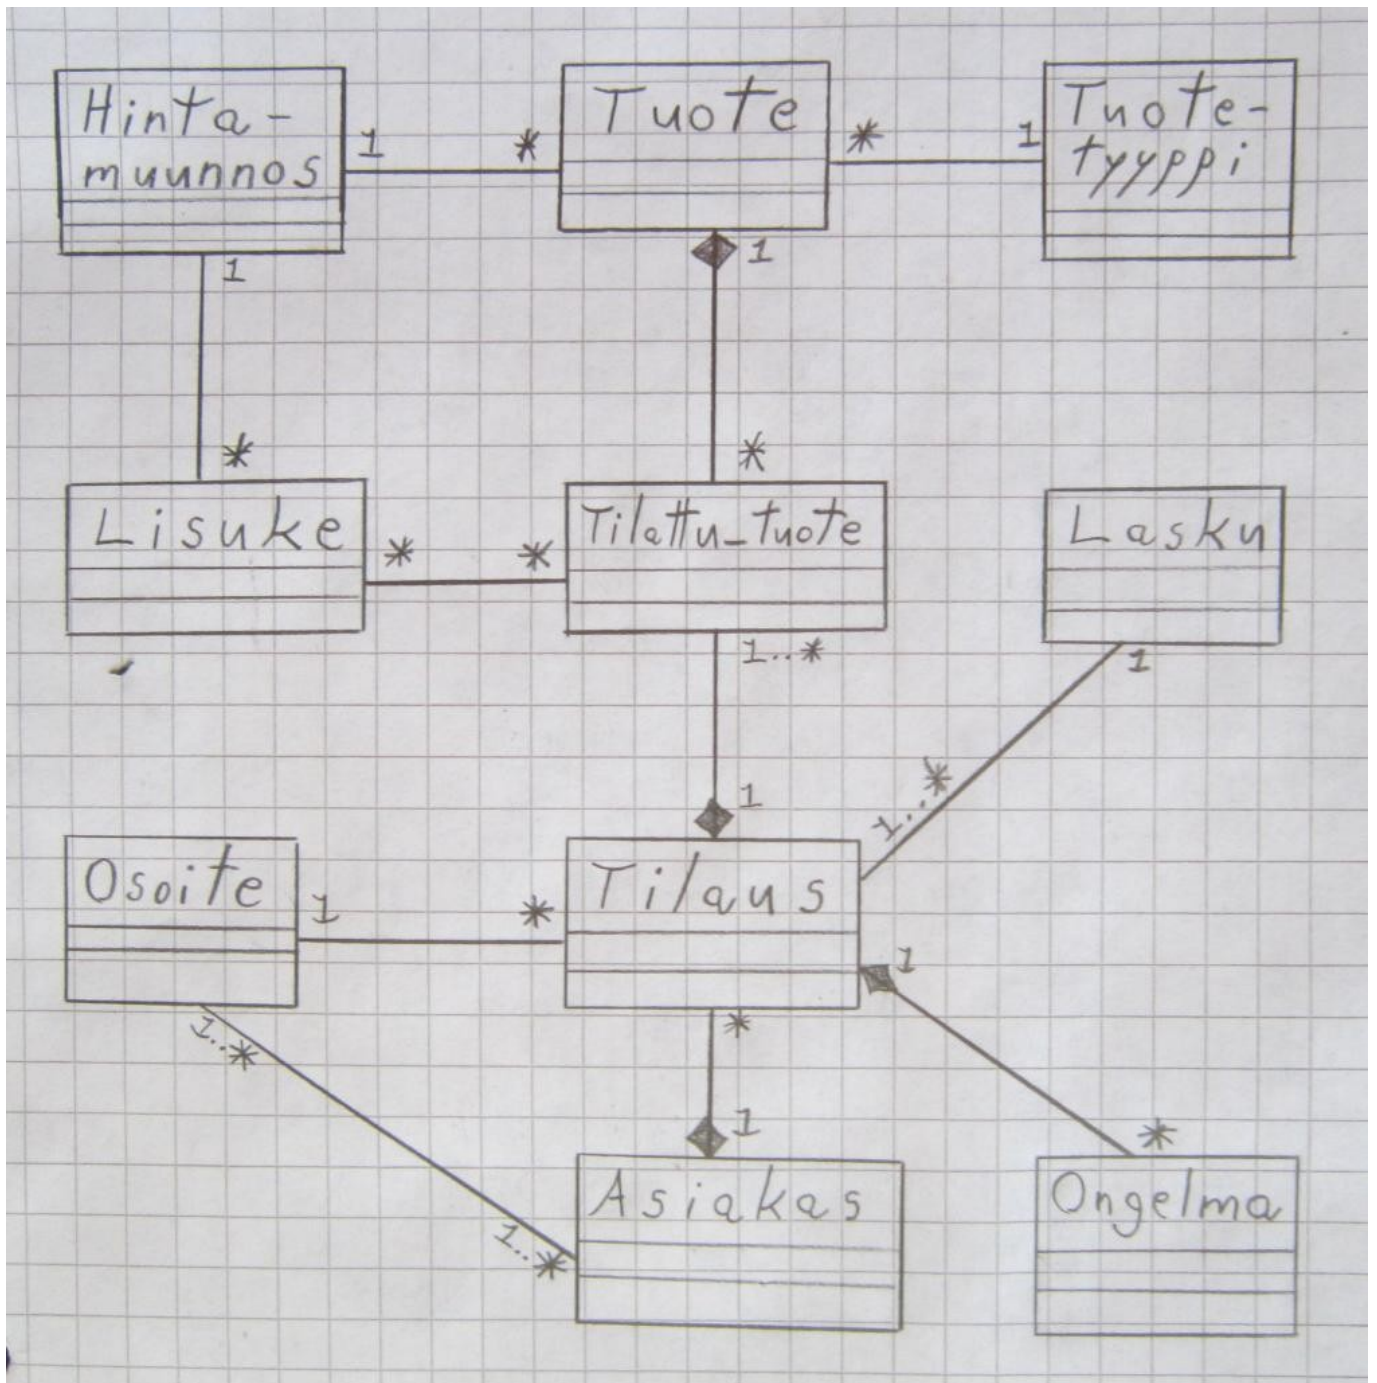 Hinta-
muunnos
1
*
Tuote
*
1
Tuote-
tyyppi
1
1
*
*
Lisuke
*
*
Tilattu_tuote
Lasku
1..*
1
1..*
1
Osoite
1
*
Tilaus
1
1..*
*
1
*
1..*
Asiakas
Ongelma